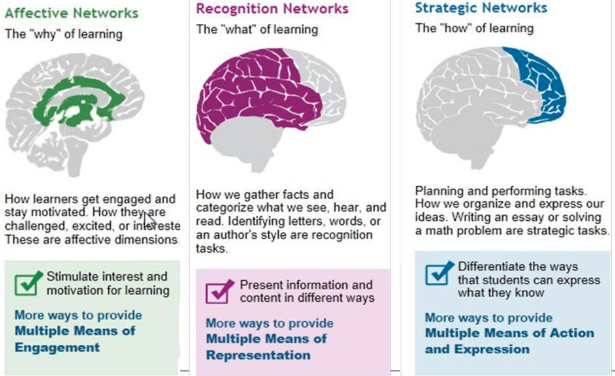 Affective Networks
The "why" of learning
How learners get engaged and
stay motivated. How they are
challenged, excited, or intereste
These are affective dimensions
Stimulate interest and
motivation for learning
More ways to provide
Multiple Means of
Engagement
Recognition Networks
The "what" of learning
How we gather facts and
categorize what we see, hear, and
read. Identifying letters, words, or
an author's style are recognition
tasks.
Present information and
content in different ways
More ways to provide
Multiple Means of
Representation
Strategic Networks
The "how" of learning
Planning and performing tasks.
How we organize and express our
ideas. Writing an essay or solving
a math problem are strategic tasks.
Differentiate the ways
that students can express
what they know
More ways to provide
Multiple Means of Action
and Expression